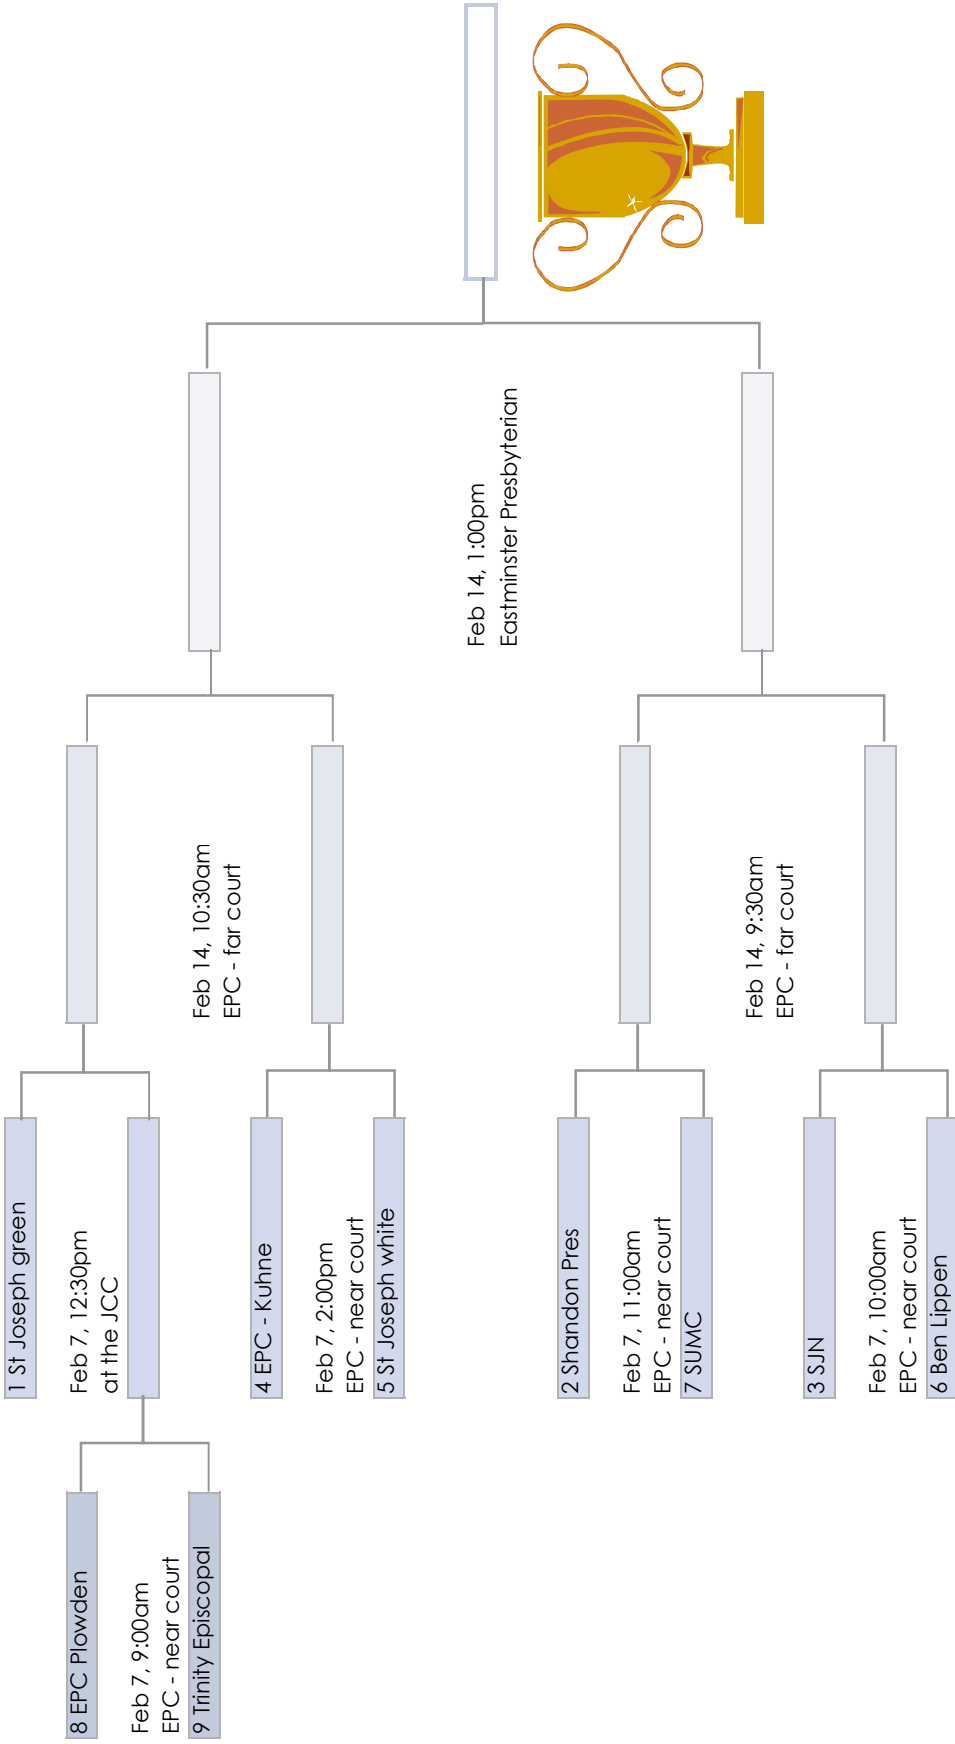 8 EPC Plowden
Feb 7, 9:00am
EPC - near court
9 Trinity Episcopal
1 St Joseph green
Feb 7, 12:30pm
at the JCC
4 EPC - Kuhne
Feb 7, 2:00pm
EPC - near court
5 St Joseph white
2 Shandon Pres
Feb 7, 11:00am
EPC - near court
7 SUMC
3 SJN
Feb 7, 10:00am
EPC - near court
6 Ben Lippen
Feb 14, 10:30am
EPC - far court
Feb 14, 9:30am
EPC - far court
Feb 14, 1:00pm
Eastminster Presbyterian